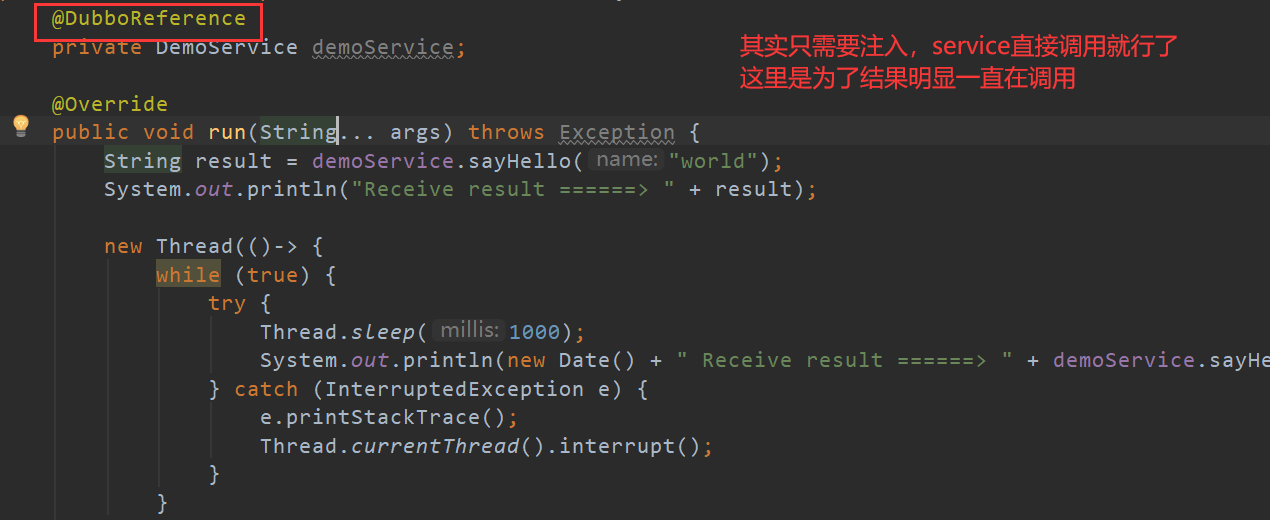 @DubboReference
private DemoService demoService;
其实只需要注入，service直接调用就行了
这里是为了结果明显一直在调用
@Override
public void run(String... args) throws Exception {
String result = demoService.sayHello( name: "world");
System.out.println("Receive result ======> " + result);
new Thread(()-> {
while (true) {
try {
Thread.sleep( millis: 1000);
System.out.println(new Date() + " Receive result ======> " + demoService.sayHe
} catch (InterruptedException e) {
e.printStackTrace();
Thread.currentThread().interrupt();
}
}